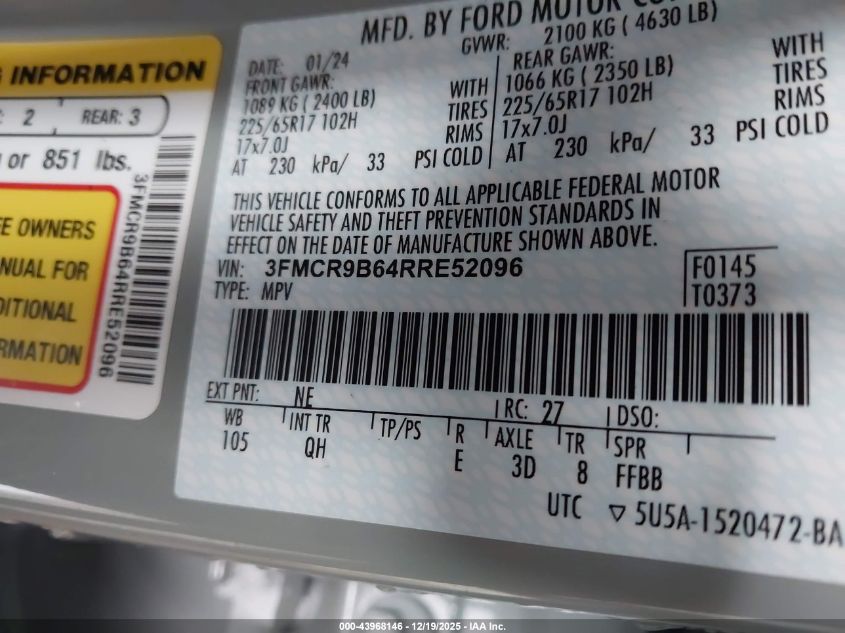 G INFORMATION
: 2 REAR: 3
g or 851 lbs.
EE OWNERS
NUAL FOR
DITIONAL
RMATION
3FMCR9B64RRE52096
MFD. BY FORD MOTOR CO
DATE: 01/24 GVWR: 2100 KG ( 4630 LB)
FRONT GAWR: REAR GAWR:
1089 KG ( 2400 LB) WITH 1066 KG ( 2350 LB) WITH
225/65R17 102H TIRES 225/65R17 102H TIRES
17x7.0J RIMS 17x7.0J RIMS
AT 230 kPa/ 33 PSI COLD AT 230 kPa/ 33 PSI COLD
THIS VEHICLE CONFORMS TO ALL APPLICABLE FEDERAL MOTOR
VEHICLE SAFETY AND THEFT PREVENTION STANDARDS IN
EFFECT ON THE DATE OF MANUFACTURE SHOWN ABOVE.
VIN: 3FMCR9B64RRE52096 F0145
TYPE: MPV T0373
EXT PNT: NE RC: 27 DSO:
WB INT TR TP/PS R AXLE TR SPR
105 QH E 3D 8 FFBB
UTC ▽ 5U5A-1520472-BA
000-43968146 - 12/19/2025 - IAA Inc.